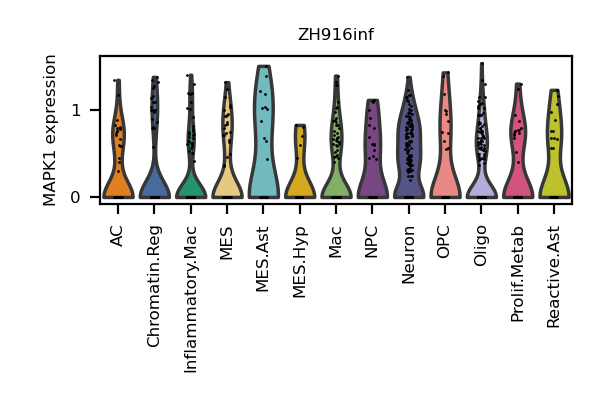 ZH916inf
MAPK1 expression
1
0
AC
Chromatin.Reg
Inflammatory.Mac
MES
MES.Ast
MES.Hyp
Mac
NPC
Neuron
OPC
Oligo
Prolif.Metab
Reactive.Ast